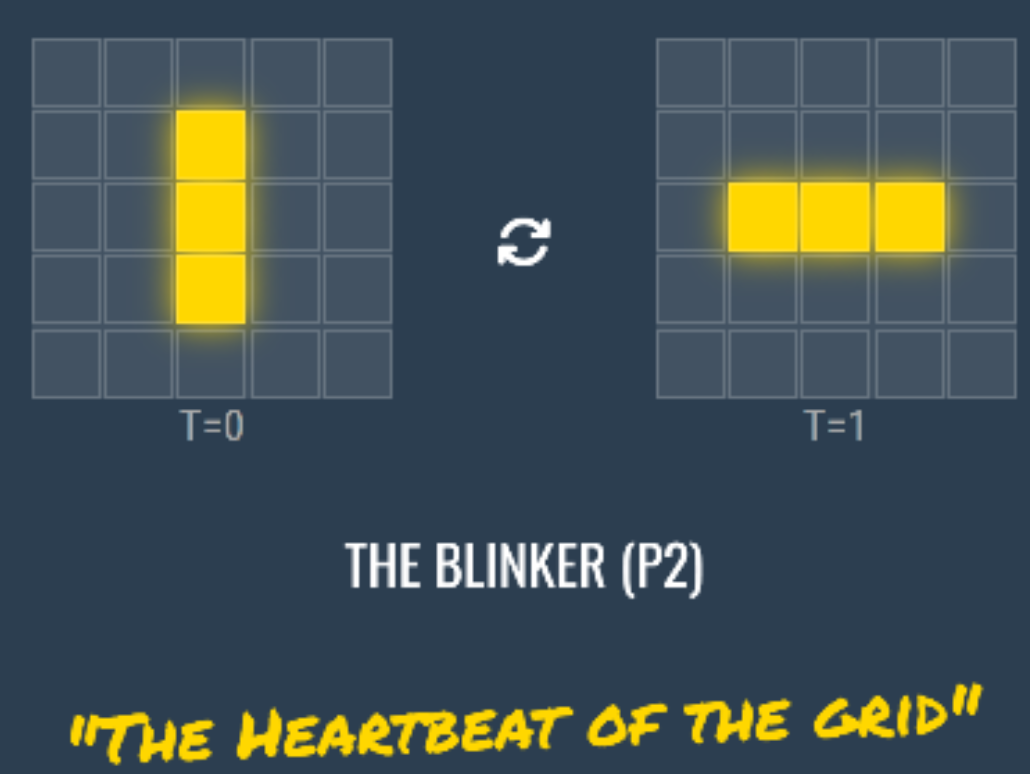 T=0 T=1
THE BLINKER (P2)
"THE HEARTBEAT OF THE GRID"